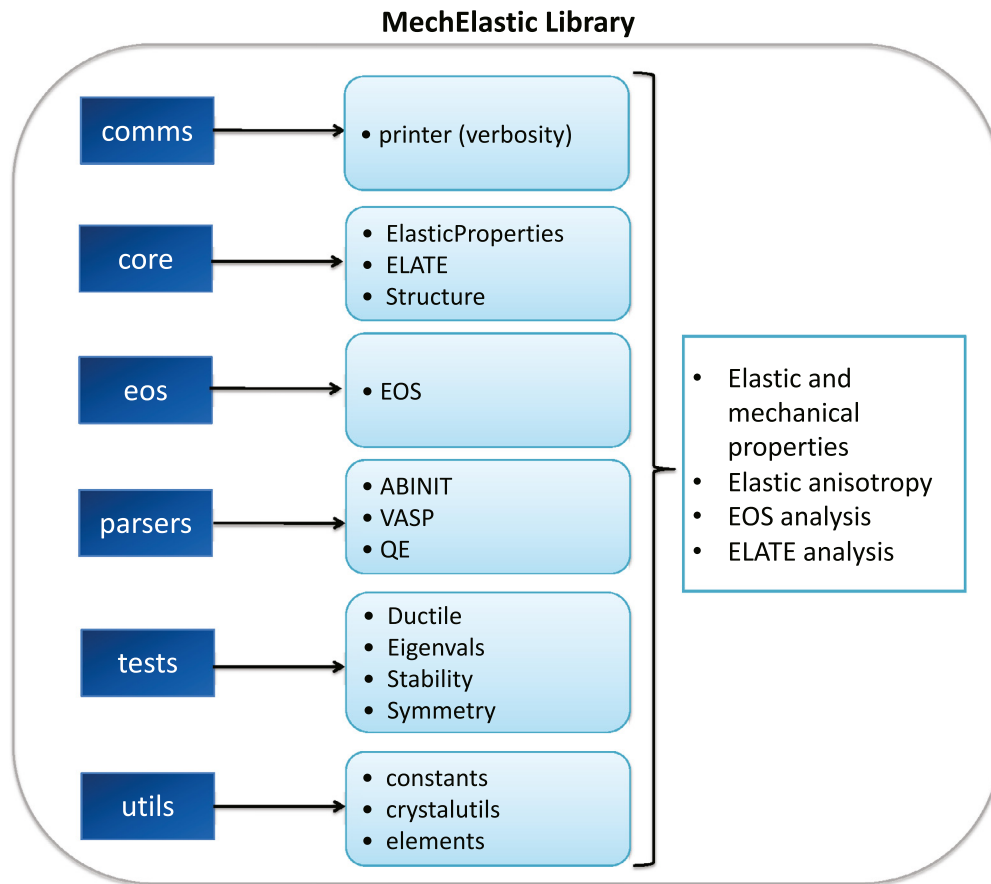 MechElastic Library
comms
• printer (verbosity)
core
• ElasticProperties
• ELATE
• Structure
eos
• EOS
parsers
• ABINIT
• VASP
• QE
tests
• Ductile
• Eigenvals
• Stability
• Symmetry
utils
• constants
• crystalutils
• elements
• Elastic and
mechanical
properties
• Elastic anisotropy
• EOS analysis
• ELATE analysis